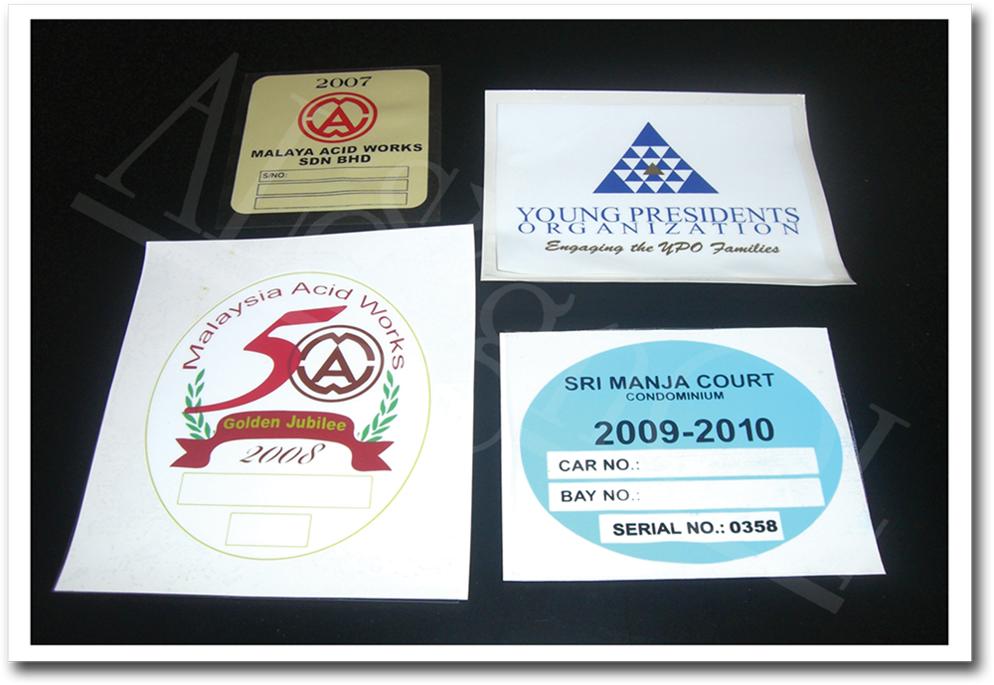 2007
MALAYA ACID WORKS
SDN BHD
S/NO:
YOUNG PRESIDENTS
ORGANIZATION
Engaging the YPO Families
Malaysia Acid Works
50
Golden Jubilee
2008
SRI MANJA COURT
CONDOMINIUM
2009-2010
CAR NO.:
BAY NO.:
SERIAL NO.: 0358